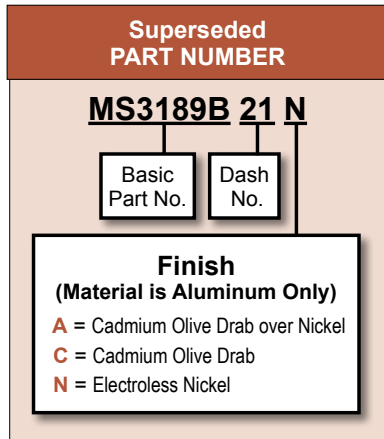 Superseded
PART NUMBER
MS3189B 21 N
Basic
Part No.
Dash
No.
Finish
(Material is Aluminum Only)
A = Cadmium Olive Drab over Nickel
C = Cadmium Olive Drab
N = Electroless Nickel